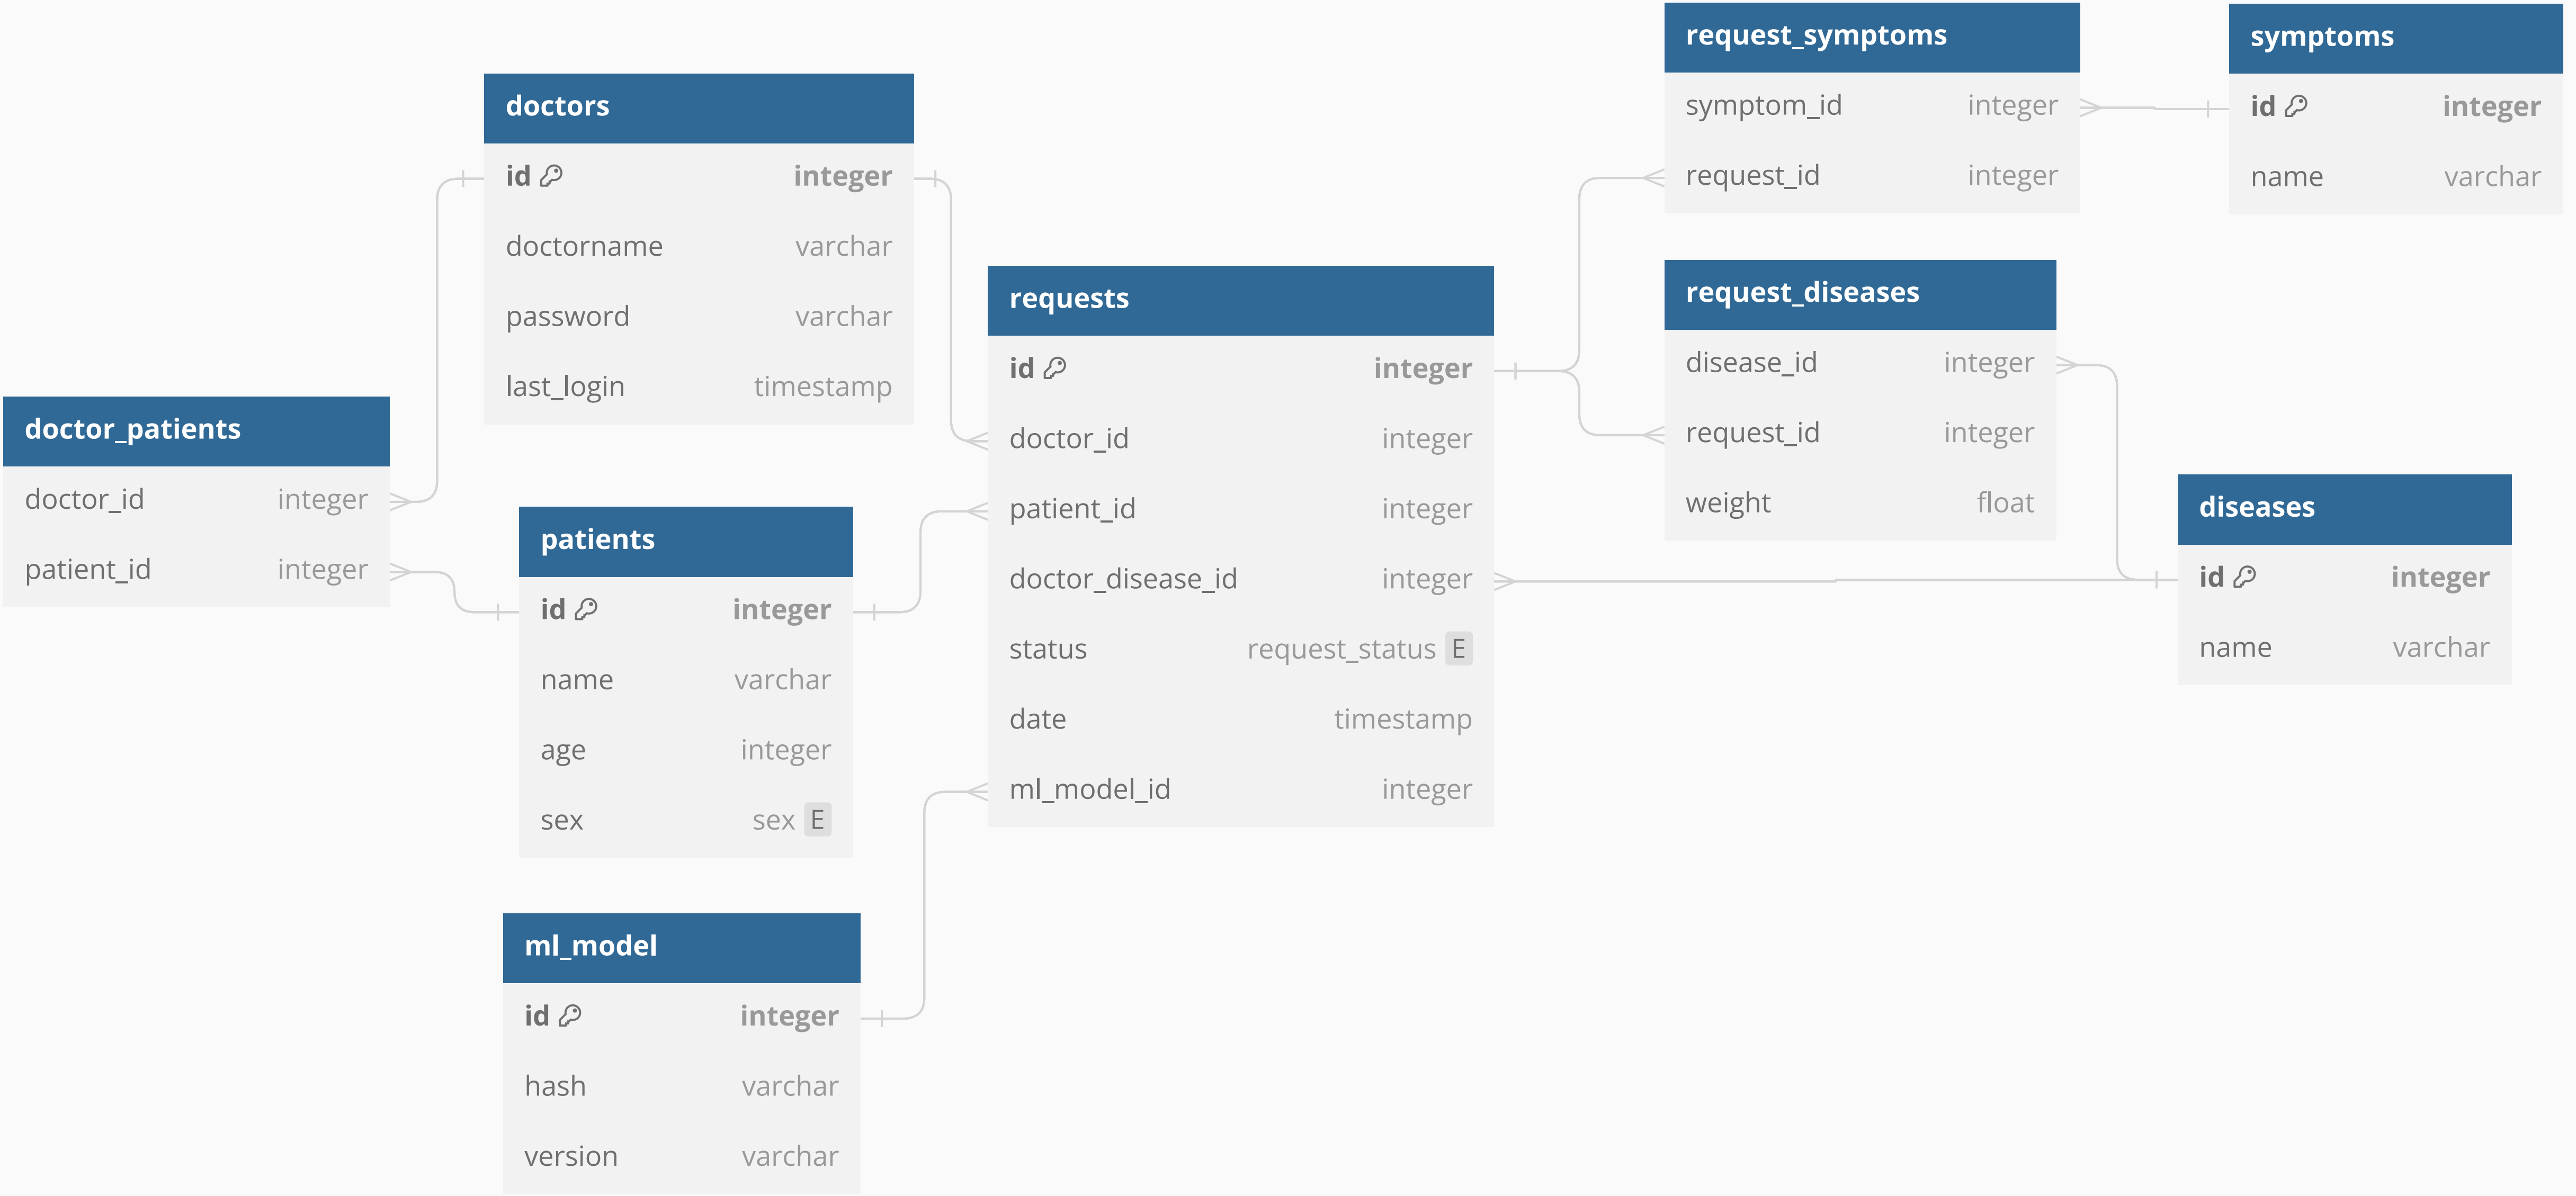 doctor_patients
doctor_id integer
patient_id integer
doctors
id integer
doctorname varchar
password varchar
last_login timestamp
patients
id integer
name varchar
age integer
sex sex E
ml_model
id integer
hash varchar
version varchar
requests
id integer
doctor_id integer
patient_id integer
doctor_disease_id integer
status request_status E
date timestamp
ml_model_id integer
request_symptoms
symptom_id integer
request_id integer
request_diseases
disease_id integer
request_id integer
weight float
symptoms
id integer
name varchar
diseases
id integer
name varchar